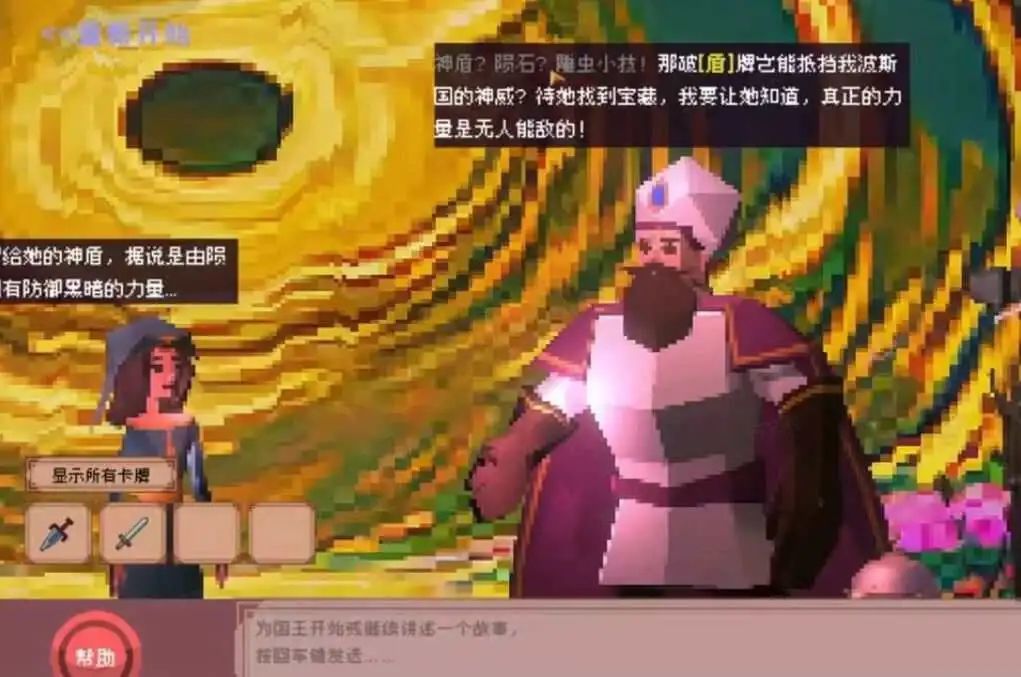 神盾?陨石?雕虫小技!那破[盾]牌岂能抵挡我波斯
国的神威?待她找到宝藏,我要让她知道,真正的力
量是无人能敌的!
给她的神盾,据说是由陨
有防御黑暗的力量…
显示所有卡牌
为国王开始或继续讲述一个故事,
按回车键发送……
帮助